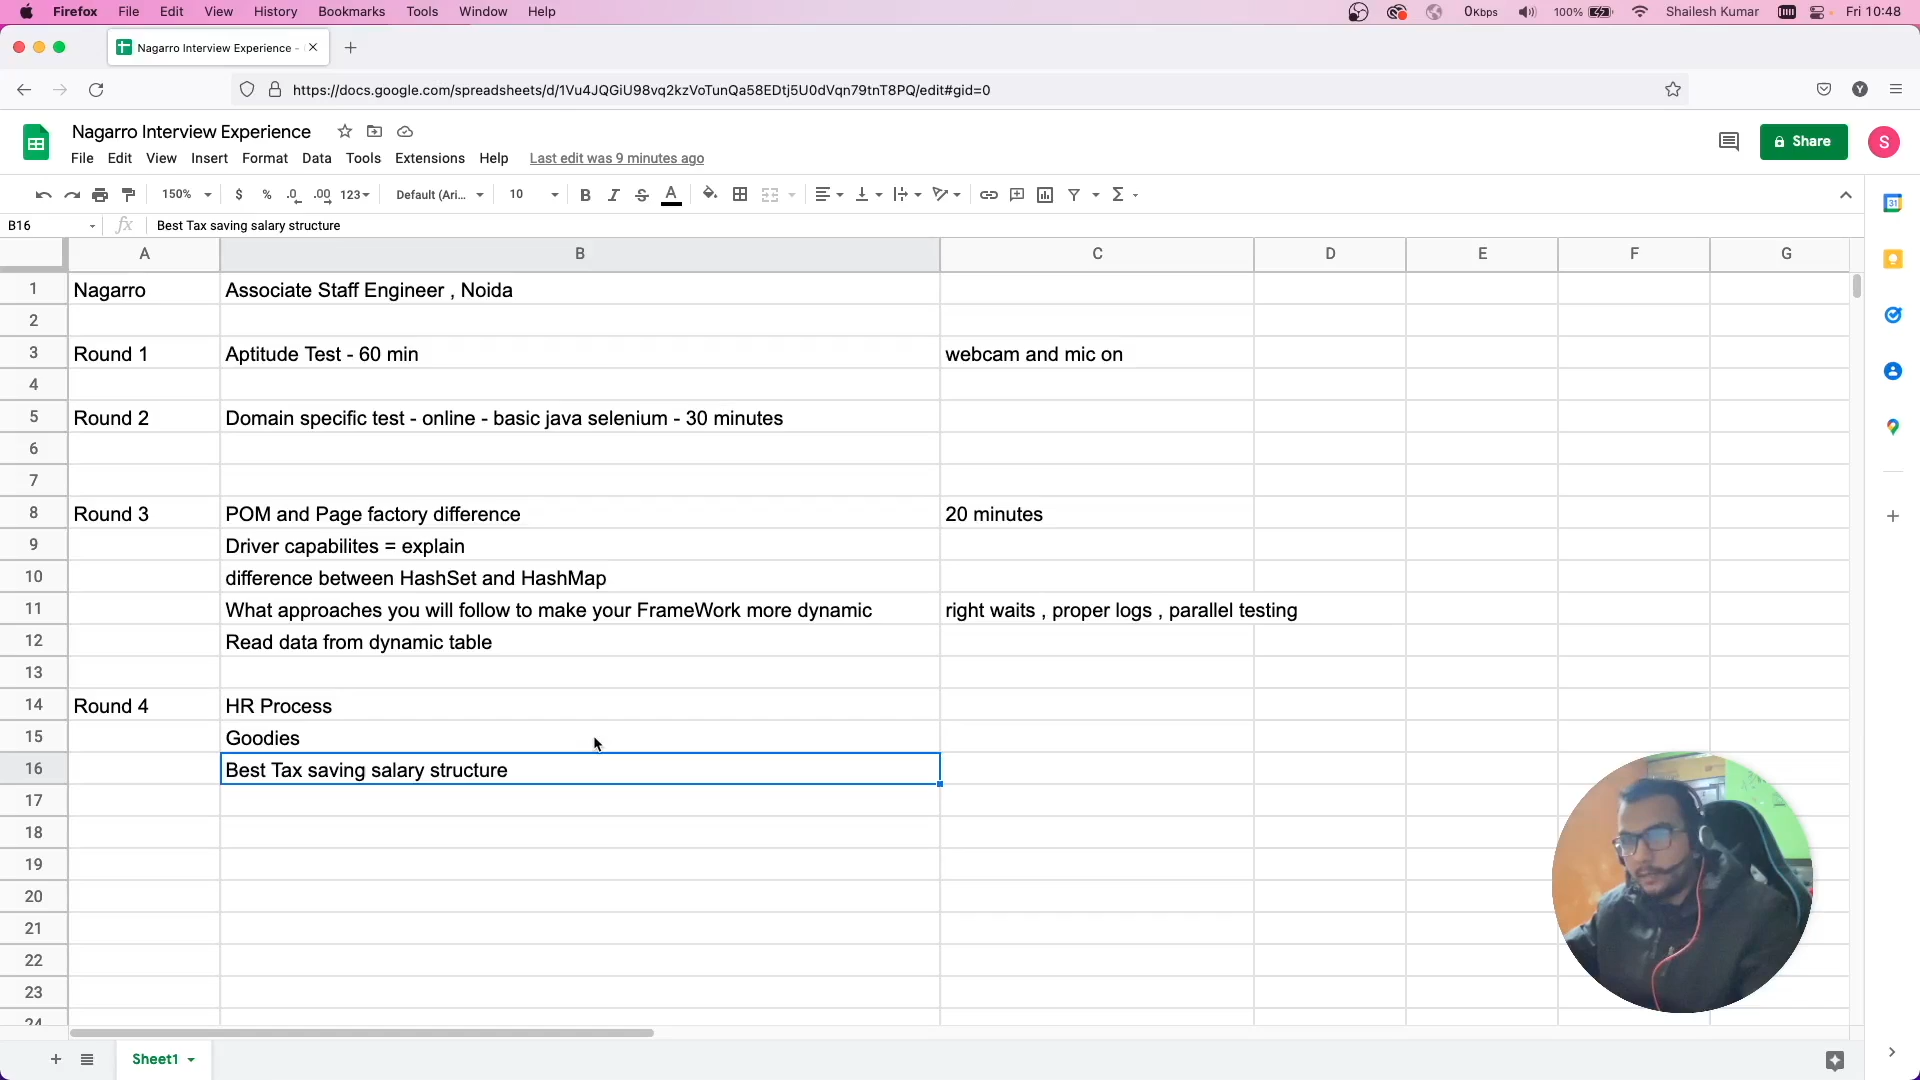 Firefox File Edit View History Bookmarks Tools Window Help 0Kbps 100% Shailesh Kumar Fri 10:48
Nagarro Interview Experience -
https://docs.google.com/spreadsheets/d/1Vu4JQGiU98vq2kzVoTunQa58EDtj5U0dVqn79tnT8PQ/edit#gid=0
Y
Nagarro Interview Experience
Share
S
File Edit View Insert Format Data Tools Extensions Help Last edit was 9 minutes ago
150% $ % .0 .00 123 Default (Ari... 10 B I S A Σ
31
B16 fx Best Tax saving salary structure
A B C D E F G
1 Nagarro Associate Staff Engineer , Noida
2
3 Round 1 Aptitude Test - 60 min webcam and mic on
4
5 Round 2 Domain specific test - online - basic java selenium - 30 minutes
6
7
8 Round 3 POM and Page factory difference 20 minutes
9 Driver capabilites = explain
10 difference between HashSet and HashMap
11 What approaches you will follow to make your FrameWork more dynamic right waits , proper logs , parallel testing
12 Read data from dynamic table
13
14 Round 4 HR Process
15 Goodies
16 Best Tax saving salary structure
17
18
19
20
21
22
23
24
Sheet1